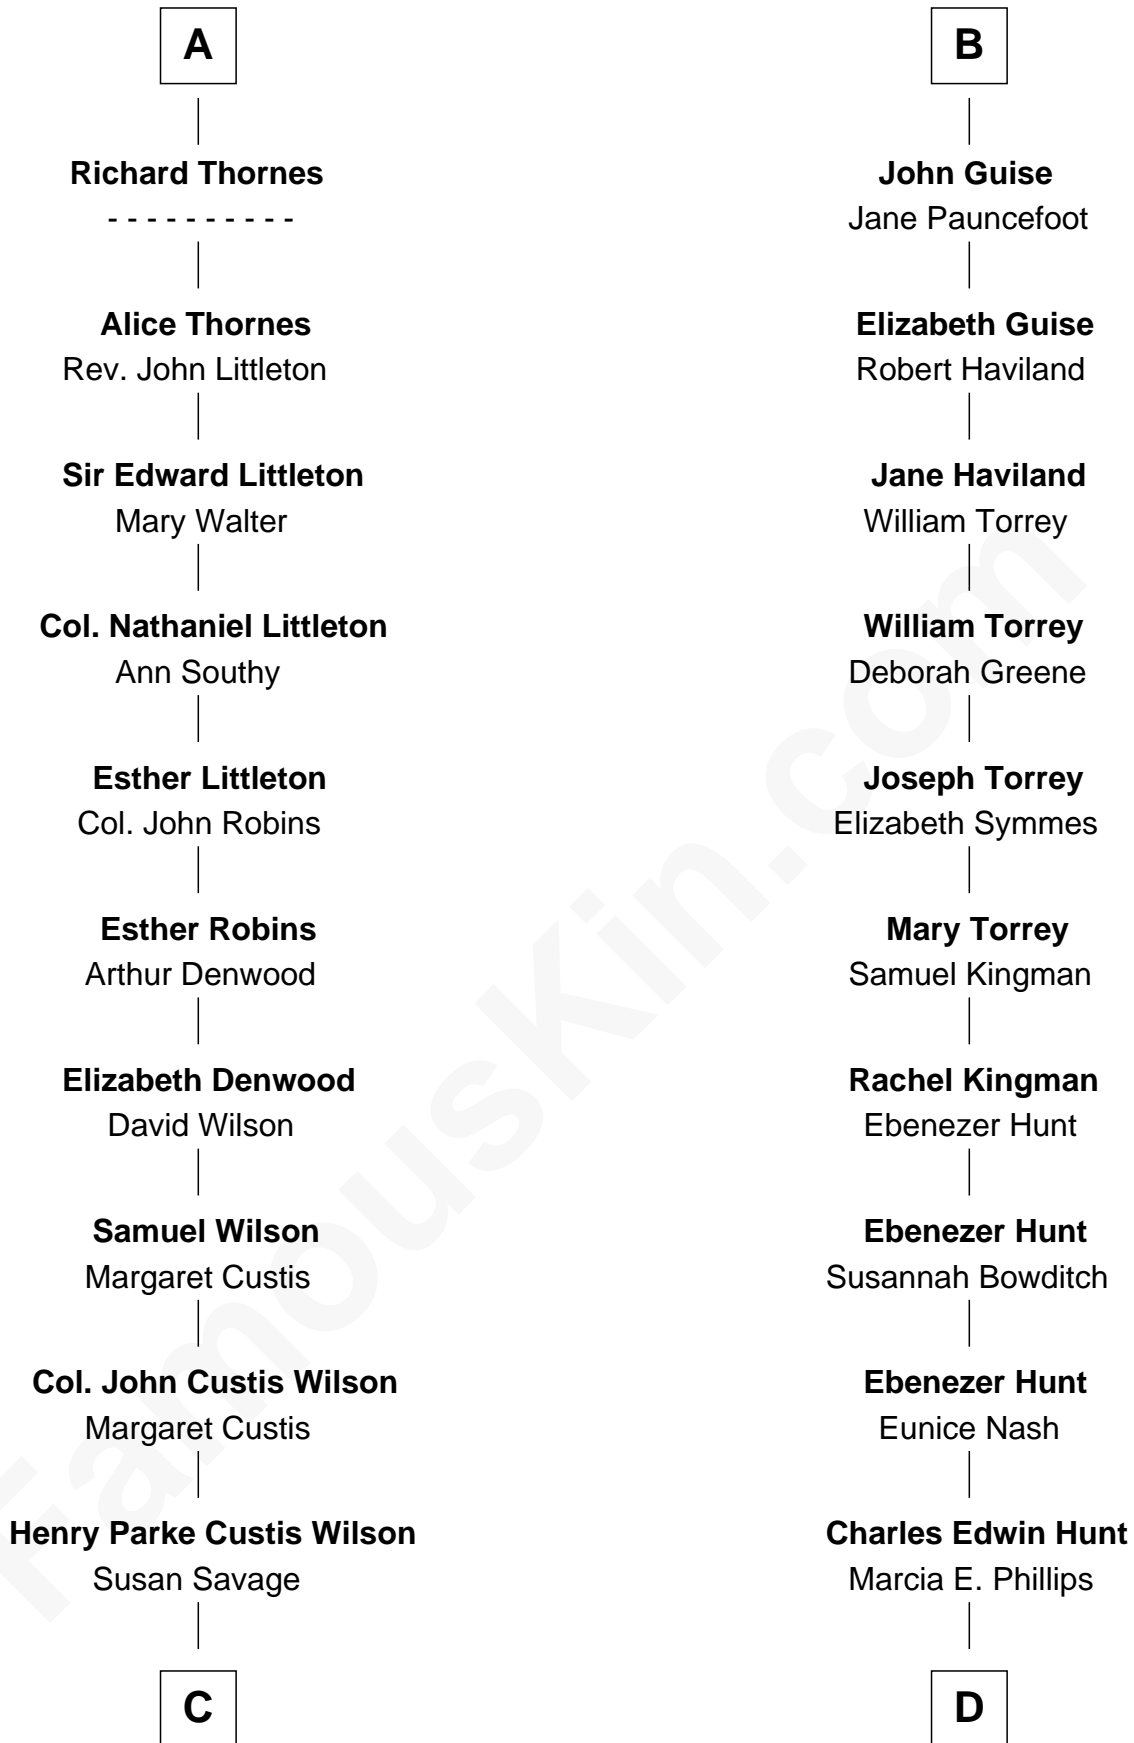 A
Richard Thornes
- - - - - - - - - -
Alice Thornes
Rev. John Littleton
Sir Edward Littleton
Mary Walter
Col. Nathaniel Littleton
Ann Southy
Esther Littleton
Col. John Robins
Esther Robins
Arthur Denwood
Elizabeth Denwood
David Wilson
Samuel Wilson
Margaret Custis
Col. John Custis Wilson
Margaret Custis
Henry Parke Custis Wilson
Susan Savage
C
B
John Guise
Jane Pauncefoot
Elizabeth Guise
Robert Haviland
Jane Haviland
William Torrey
William Torrey
Deborah Greene
Joseph Torrey
Elizabeth Symmes
Mary Torrey
Samuel Kingman
Rachel Kingman
Ebenezer Hunt
Ebenezer Hunt
Susannah Bowditch
Ebenezer Hunt
Eunice Nash
Charles Edwin Hunt
Marcia E. Phillips
D
FamousKin.com